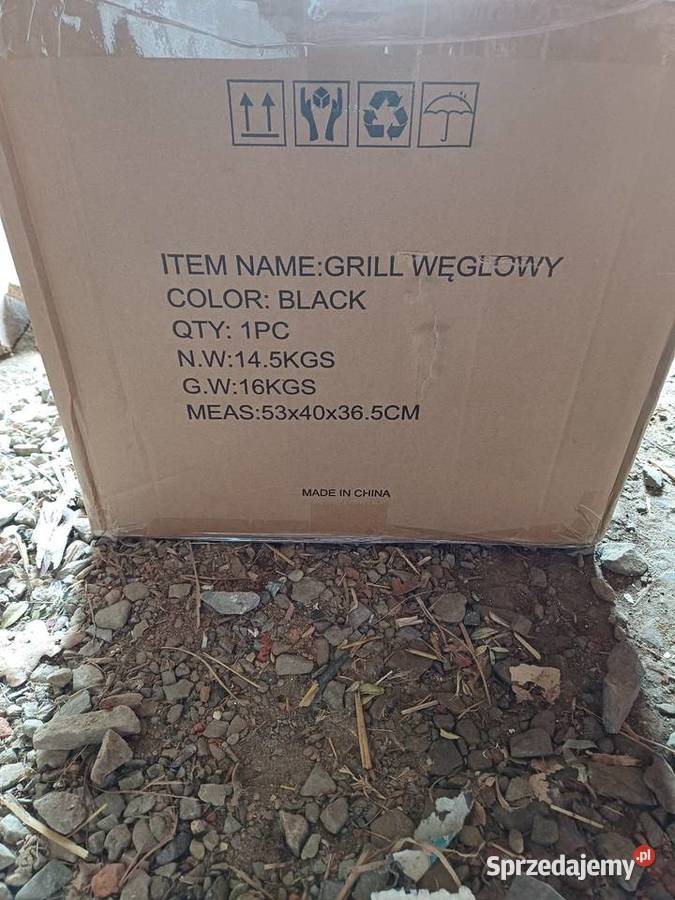 ITEM NAME:GRILL WĘGLOWY
COLOR: BLACK
QTY: 1PC
N.W:14.5KGS
G.W:16KGS
MEAS:53x40x36.5CM
MADE IN CHINA
Sprzedajemy.pl